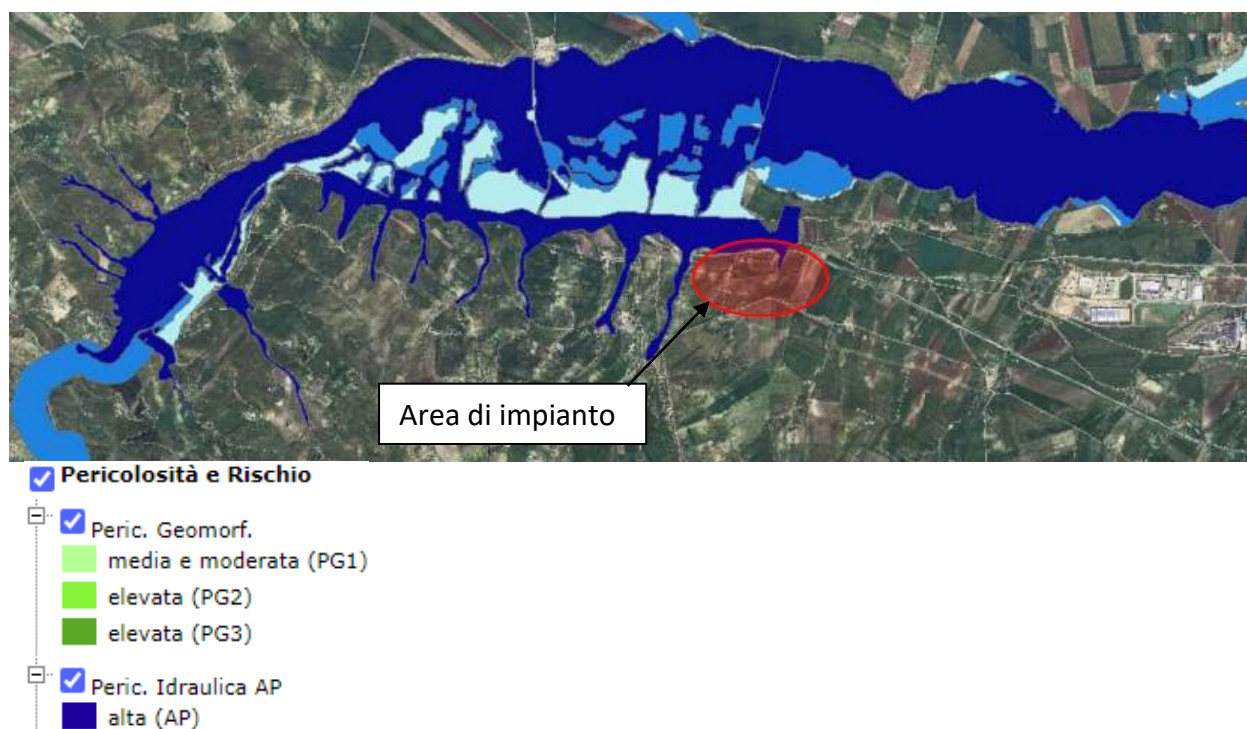 Area di impianto
Pericolosità e Rischio
Peric. Geomorf.
media e moderata (PG1)
elevata (PG2)
elevata (PG3)
Peric. Idraulica AP
alta (AP)